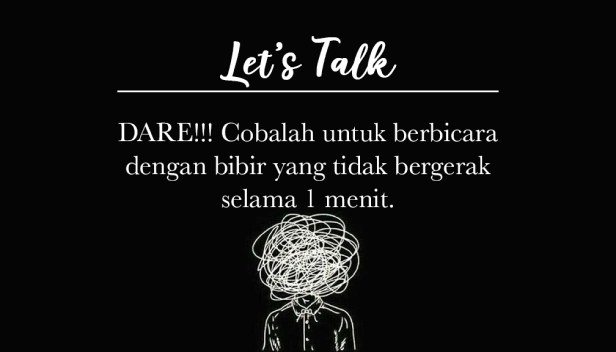 Let's Talk
DARE!!! Cobalah untuk berbicara
dengan bibir yang tidak bergerak
selama 1 menit.